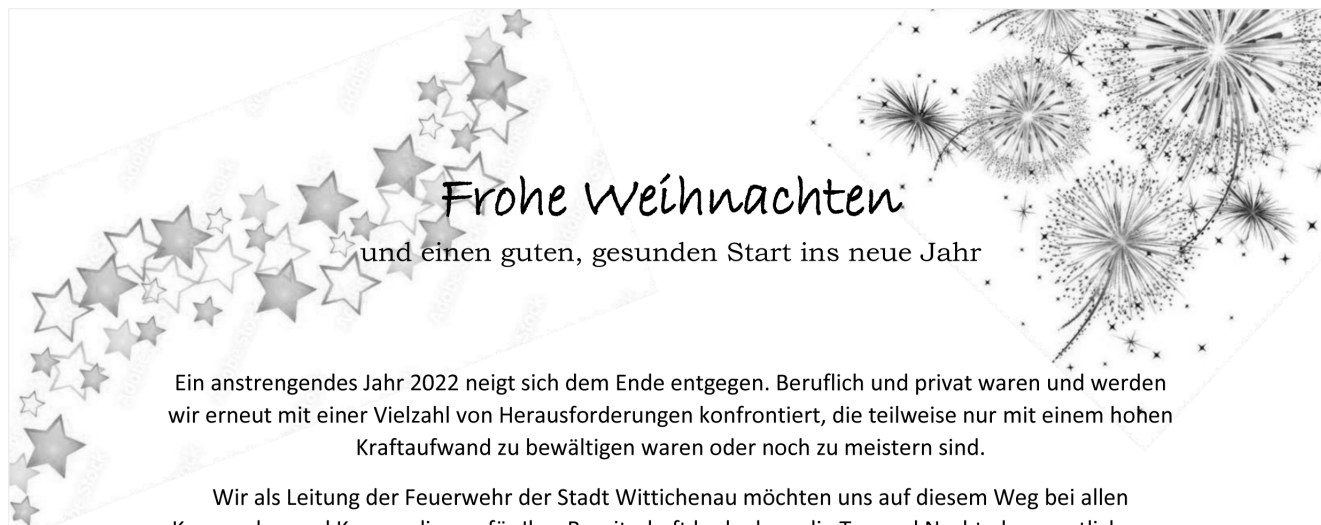 Frohe Weihnachten
und einen guten, gesunden Start ins neue Jahr
Ein anstrengendes Jahr 2022 neigt sich dem Ende entgegen. Beruflich und privat waren und werden
wir erneut mit einer Vielzahl von Herausforderungen konfrontiert, die teilweise nur mit einem hohen
Kraftaufwand zu bewältigen waren oder noch zu meistern sind.
Wir als Leitung der Feuerwehr der Stadt Wittichenau möchten uns auf diesem Weg bei allen